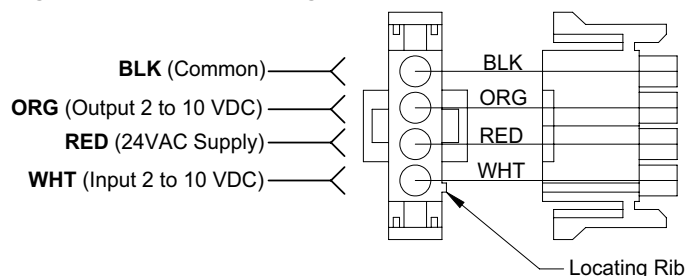 BLK (Common)
BLK
ORG (Output 2 to 10 VDC)
ORG
RED (24VAC Supply)
RED
WHT (Input 2 to 10 VDC)
WHT
Locating Rib